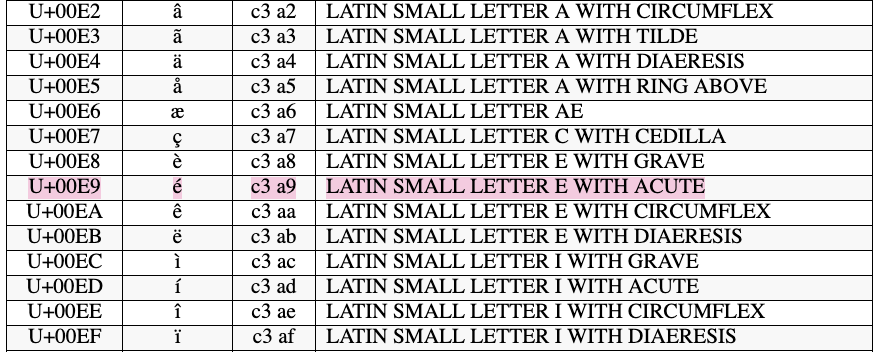 U+00E2 â c3 a2 LATIN SMALL LETTER A WITH CIRCUMFLEX
U+00E3 ã c3 a3 LATIN SMALL LETTER A WITH TILDE
U+00E4 ä c3 a4 LATIN SMALL LETTER A WITH DIAERESIS
U+00E5 å c3 a5 LATIN SMALL LETTER A WITH RING ABOVE
U+00E6 æ c3 a6 LATIN SMALL LETTER AE
U+00E7 ç c3 a7 LATIN SMALL LETTER C WITH CEDILLA
U+00E8 è c3 a8 LATIN SMALL LETTER E WITH GRAVE
U+00E9 é c3 a9 LATIN SMALL LETTER E WITH ACUTE
U+00EA ê c3 aa LATIN SMALL LETTER E WITH CIRCUMFLEX
U+00EB ë c3 ab LATIN SMALL LETTER E WITH DIAERESIS
U+00EC ì c3 ac LATIN SMALL LETTER I WITH GRAVE
U+00ED í c3 ad LATIN SMALL LETTER I WITH ACUTE
U+00EE î c3 ae LATIN SMALL LETTER I WITH CIRCUMFLEX
U+00EF ï c3 af LATIN SMALL LETTER I WITH DIAERESIS